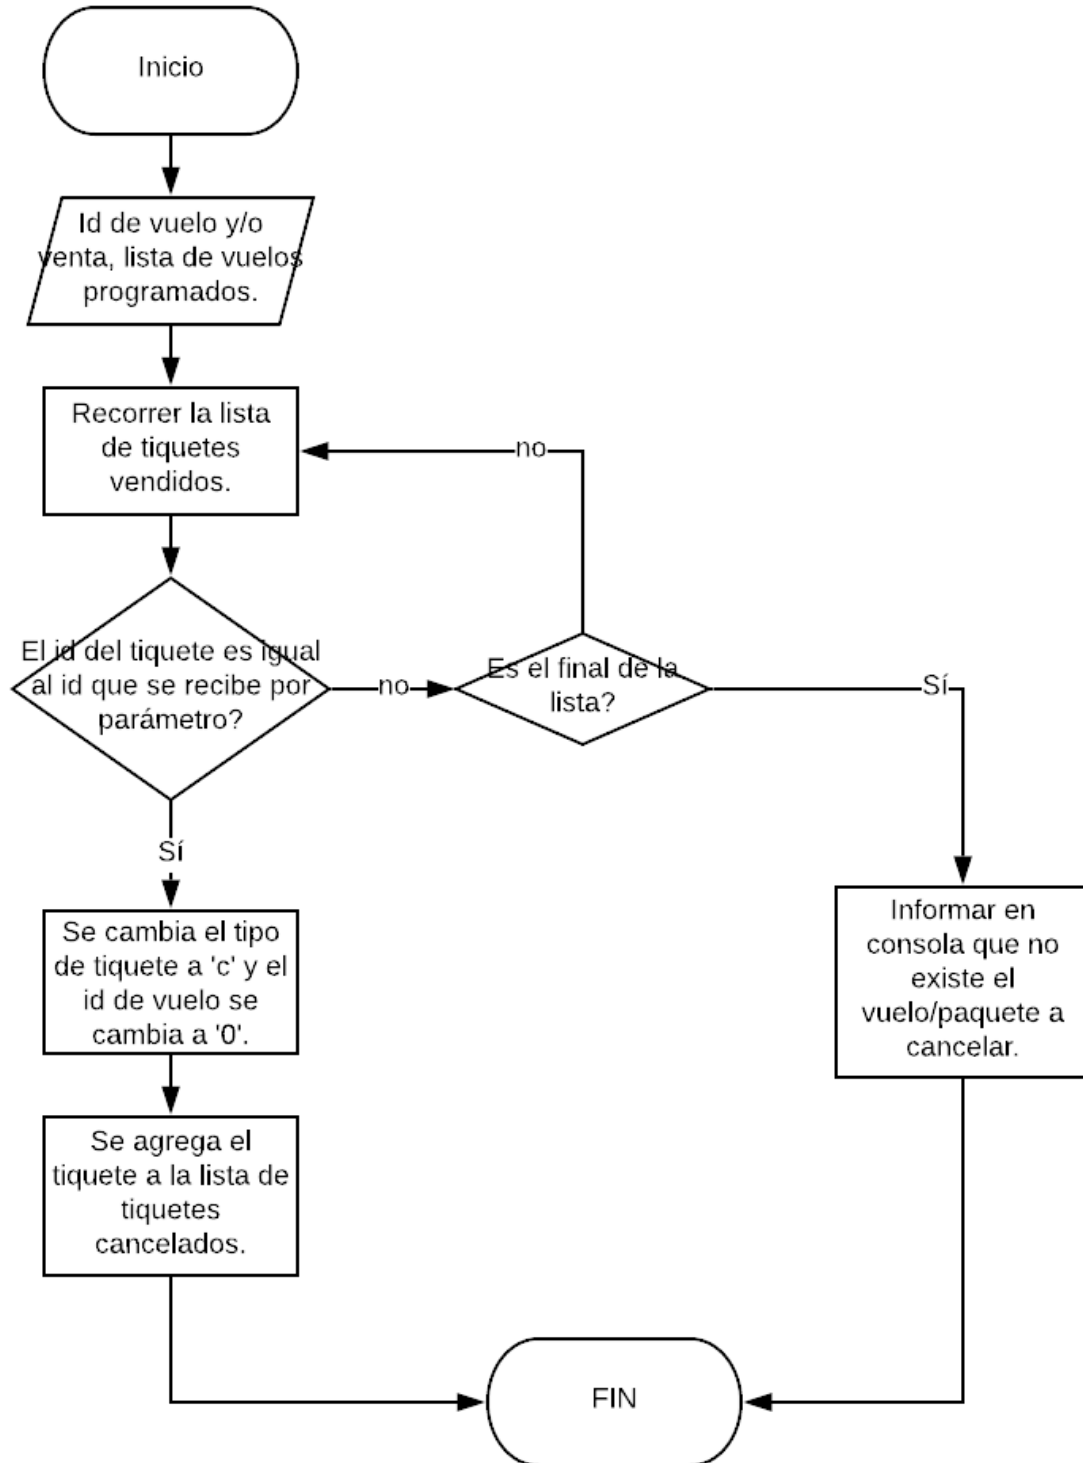 Inicio
Id de vuelo y/o
venta, lista de vuelos
programados.
Recorrer la lista
de tiquetes
vendidos.
no
El id del tiquete es igual
al id que se recibe por
parámetro?
no
Es el final de la
lista?
Sí
Sí
Se cambia el tipo
de tiquete a 'c' y el
id de vuelo se
cambia a '0'.
Informar en
consola que no
existe el
vuelo/paquete a
cancelar.
Se agrega el
tiquete a la lista de
tiquetes
cancelados.
FIN